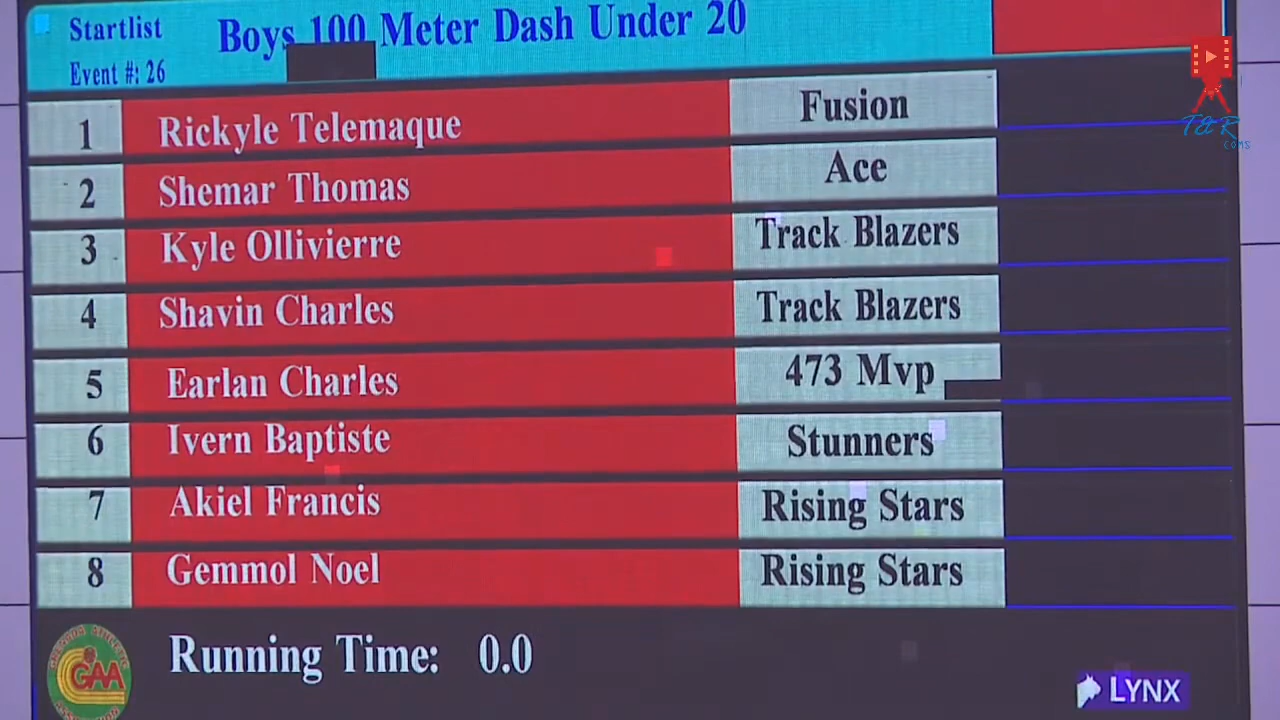 Startlist
Boys 100 Meter Dash Under 20
Event #: 26
1 Rickyle Telemaque Fusion
2 Shemar Thomas Ace
3 Kyle Ollivierre Track Blazers
4 Shavin Charles Track Blazers
5 Earlan Charles 473 Mvp
6 Ivern Baptiste Stunners
7 Akiel Francis Rising Stars
8 Gemmol Noel Rising Stars
Running Time: 0.0
GAA
LYNX
T&R
coms